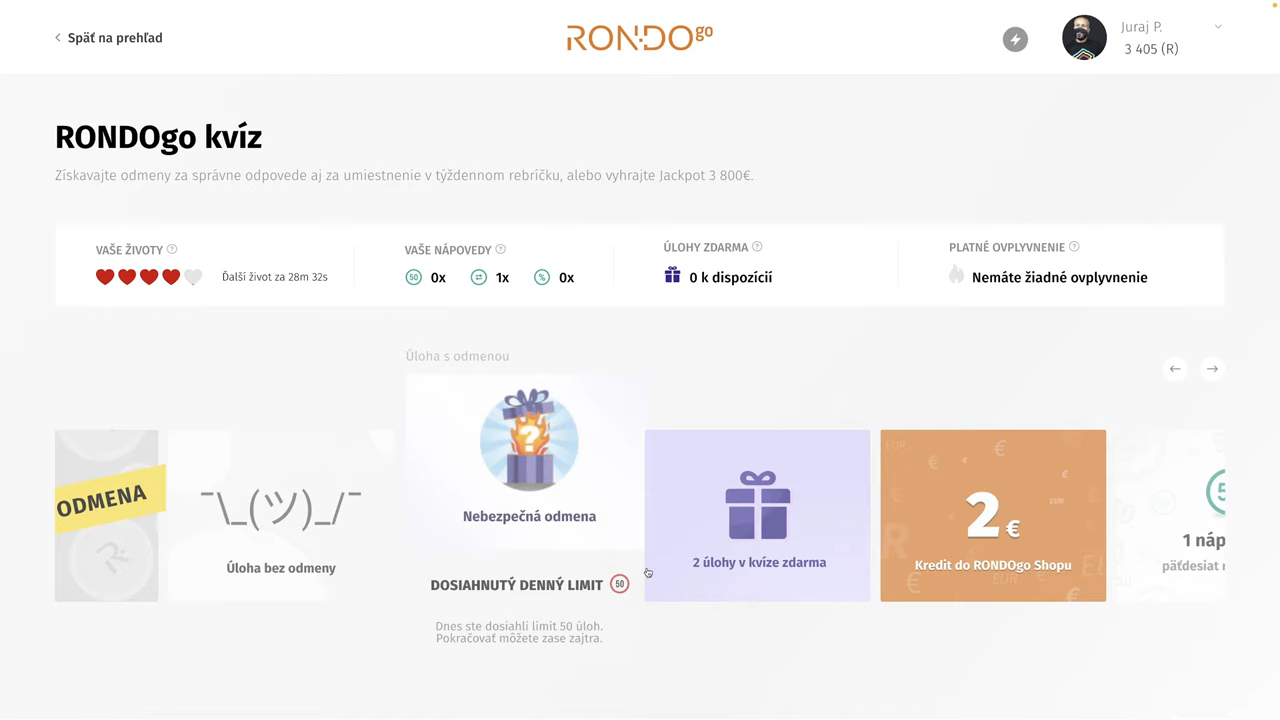 Späť na prehľad
RONDOgo
Juraj P.
3 405 (R)
RONDOgo kvíz
Získavajte odmeny za správne odpovede aj za umiestnenie v týždennom rebríčku, alebo vyhrajte Jackpot 3 800€.
VAŠE ŽIVOTY ?
Ďalší život za 28m 32s
VAŠE NÁPOVEDY ?
50 0x 1x % 0x
ÚLOHY ZDARMA ?
0 k dispozícií
PLATNÉ OVPLYVNENIE ?
Nemáte žiadné ovplyvnenie
Úloha s odmenou
ODMENA
¯\_(ツ)_/¯
Úloha bez odmeny
?
Nebezpečná odmena
DOSIAHNUTÝ DENNÝ LIMIT 50
Dnes ste dosiahli limit 50 úloh.
Pokračovať môžete zase zajtra.
2 úlohy v kvíze zdarma
2 €
Kredit do RONDOgo Shopu
5
1 náp
päťdesiat